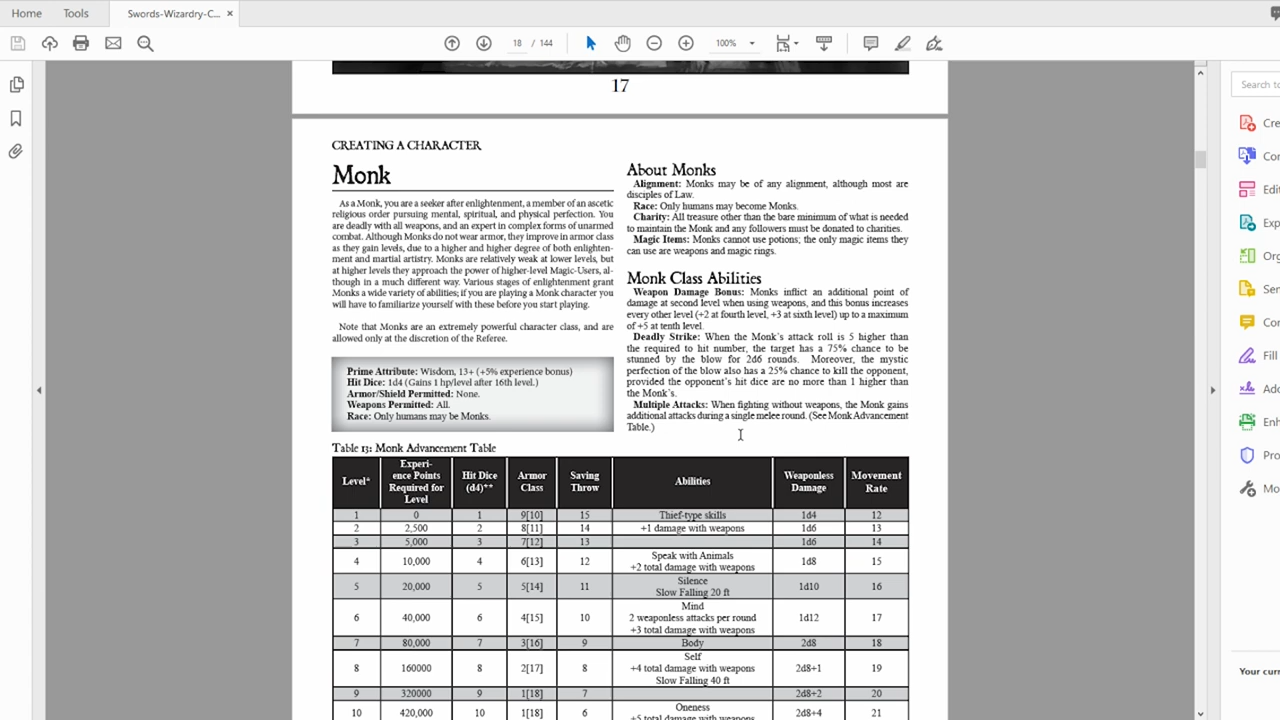 Home
Tools
Swords-Wizardry-C... ×
18 / 144
100%
Search to
17
CREATING A CHARACTER
Monk
As a Monk, you are a seeker after enlightenment, a member of an ascetic
religious order pursuing mental, spiritual, and physical perfection. You
are deadly with all weapons, and an expert in complex forms of unarmed
combat. Although Monks do not wear armor, they improve in armor class
as they gain levels, due to a higher and higher degree of both enlighten-
ment and martial artistry. Monks are relatively weak at lower levels, but
at higher levels they approach the power of higher-level Magic-Users, al-
though in a much different way. Various stages of enlightenment grant
Monks a wide variety of abilities; if you are playing a Monk character you
will have to familiarize yourself with these before you start playing.
Note that Monks are an extremely powerful character class, and are
allowed only at the discretion of the Referee.
Prime Attribute: Wisdom, 13+ (+5% experience bonus)
Hit Dice: 1d4 (Gains 1 hp/level after 16th level.)
Armor/Shield Permitted: None.
Weapons Permitted: All.
Race: Only humans may be Monks.
About Monks
Alignment: Monks may be of any alignment, although most are
disciples of Law.
Race: Only humans may become Monks.
Charity: All treasure other than the bare minimum of what is needed
to maintain the Monk and any followers must be donated to charities.
Magic Items: Monks cannot use potions; the only magic items they
can use are weapons and magic rings.
Monk Class Abilities
Weapon Damage Bonus: Monks inflict an additional point of
damage at second level when using weapons, and this bonus increases
every other level (+2 at fourth level, +3 at sixth level) up to a maximum
of +5 at tenth level.
Deadly Strike: When the Monk's attack roll is 5 higher than
the required to hit number, the target has a 75% chance to be
stunned by the blow for 2d6 rounds. Moreover, the mystic
perfection of the blow also has a 25% chance to kill the opponent,
provided the opponent's hit dice are no more than 1 higher than
the Monk's.
Multiple Attacks: When fighting without weapons, the Monk gains
additional attacks during a single melee round. (See Monk Advancement
Table.)
Table 13: Monk Advancement Table
Level*
Experi-
ence Points
Required for
Level
Hit Dice
(d4)**
Armor
Class
Saving
Throw
Abilities
Weaponless
Damage
Movement
Rate
1 0 1 9[10] 15 Thief-type skills 1d4 12
2 2,500 2 8[11] 14 +1 damage with weapons 1d6 13
3 5,000 3 7[12] 13 1d6 14
Speak with Animals
4 10,000 4 6[13] 12 1d8 15
+2 total damage with weapons
Silence
5 20,000 5 5[14] 11 1d10 16
Slow Falling 20 ft
Mind
6 40,000 6 4[15] 10 2 weaponless attacks per round 1d12 17
+3 total damage with weapons
7 80,000 7 3[16] 9 Body 2d8 18
Self
8 160000 8 2[17] 8 +4 total damage with weapons 2d8+1 19
Slow Falling 40 ft
9 320000 9 1[18] 7 2d8+2 20
Oneness
10 420,000 10 1[18] 6 2d8+4 21
+5 total damage with weapons
Cre
Con
Edit
Exp
Org
Sen
Con
Fill
Add
Enh
Pro
Mo
Your curr